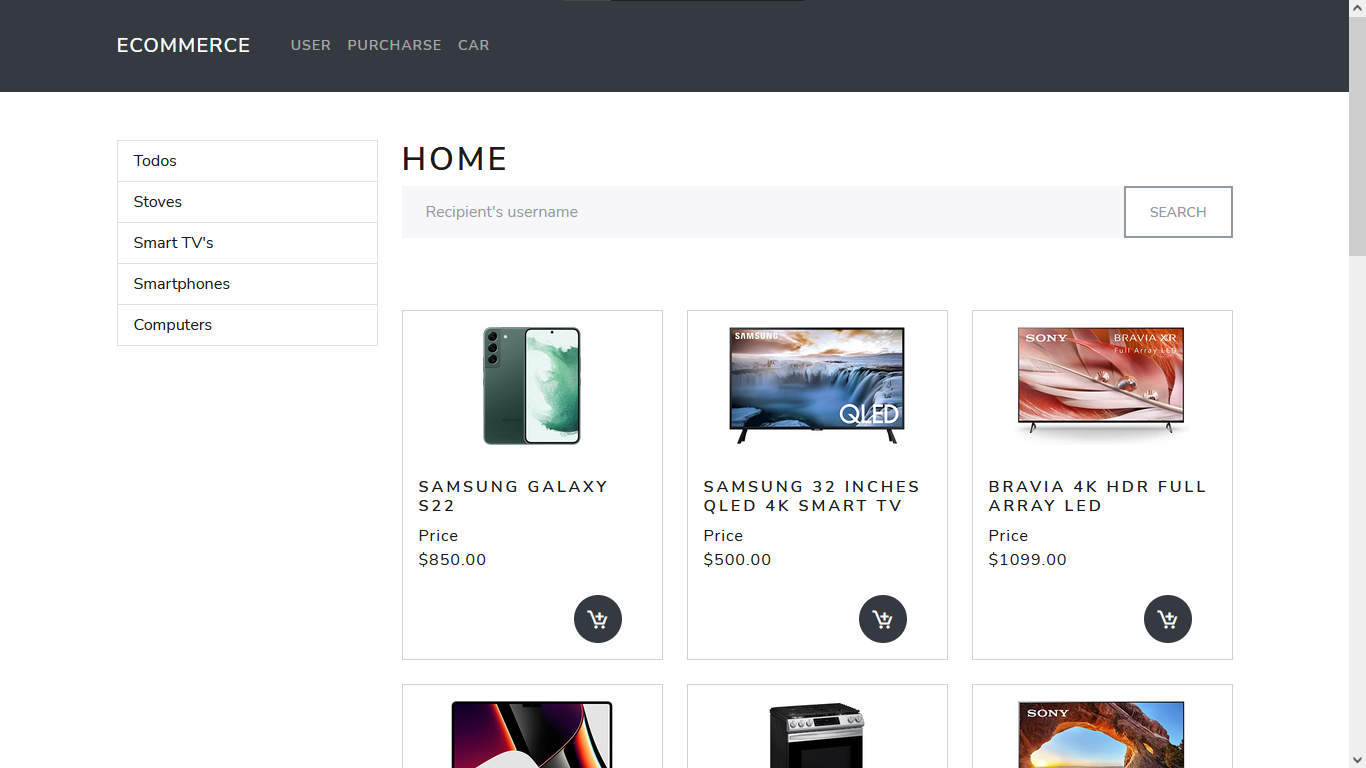 ECOMMERCE
USER PURCHARSE CAR
Todos
Stoves
Smart TV's
Smartphones
Computers
HOME
Recipient's username
SEARCH
SAMSUNG
QLED
SONY
BRAVIA XR
Full Array LED
SAMSUNG GALAXY
S22
Price
$850.00
SAMSUNG 32 INCHES
QLED 4K SMART TV
Price
$500.00
BRAVIA 4K HDR FULL
ARRAY LED
Price
$1099.00
SONY